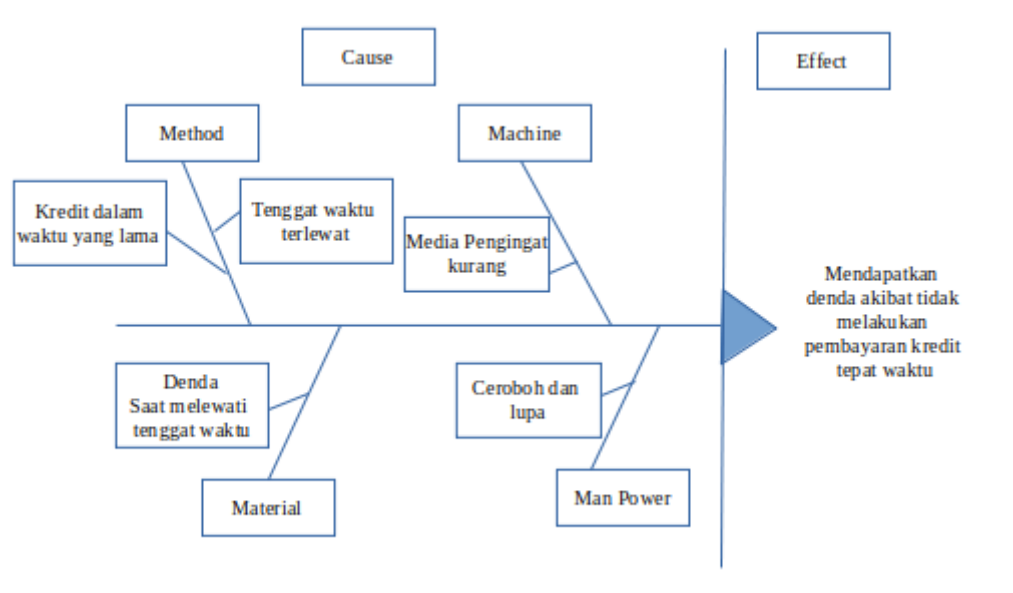 Cause
Effect
Method
Machine
Kredit dalam
waktu yang lama
Tenggat waktu
terlewat
Media Pengingat
kurang
Mendapatkan
denda akibat tidak
melakukan
pembayaran kredit
tepat waktu
Denda
Saat melewati
tenggat waktu
Ceroboh dan
lupa
Material
Man Power